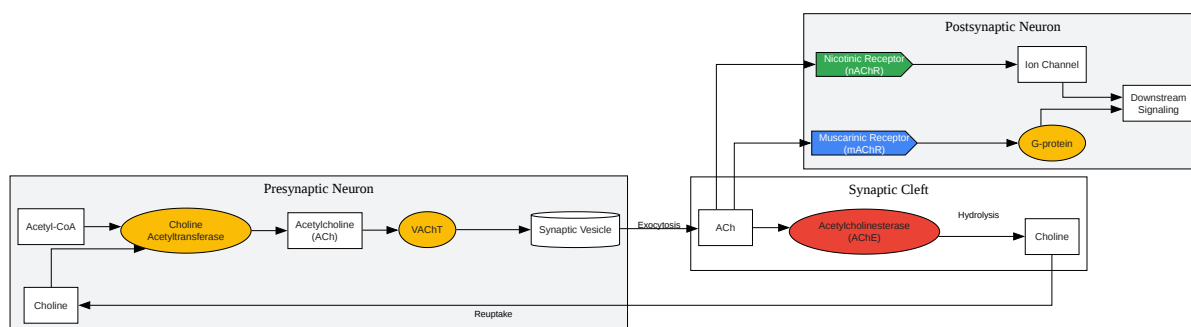 Postsynaptic Neuron
Nicotinic Receptor
(nAChR)
Ion Channel
Downstream
Signaling
Muscarinic Receptor
(mAChR)
G-protein
Presynaptic Neuron
Acetyl-CoA
Choline
Acetyltransferase
Acetylcholine
(ACh)
VAChT
Synaptic Vesicle
Exocytosis
Choline
Reuptake
Synaptic Cleft
ACh
Acetylcholinesterase
(AChE)
Hydrolysis
Choline